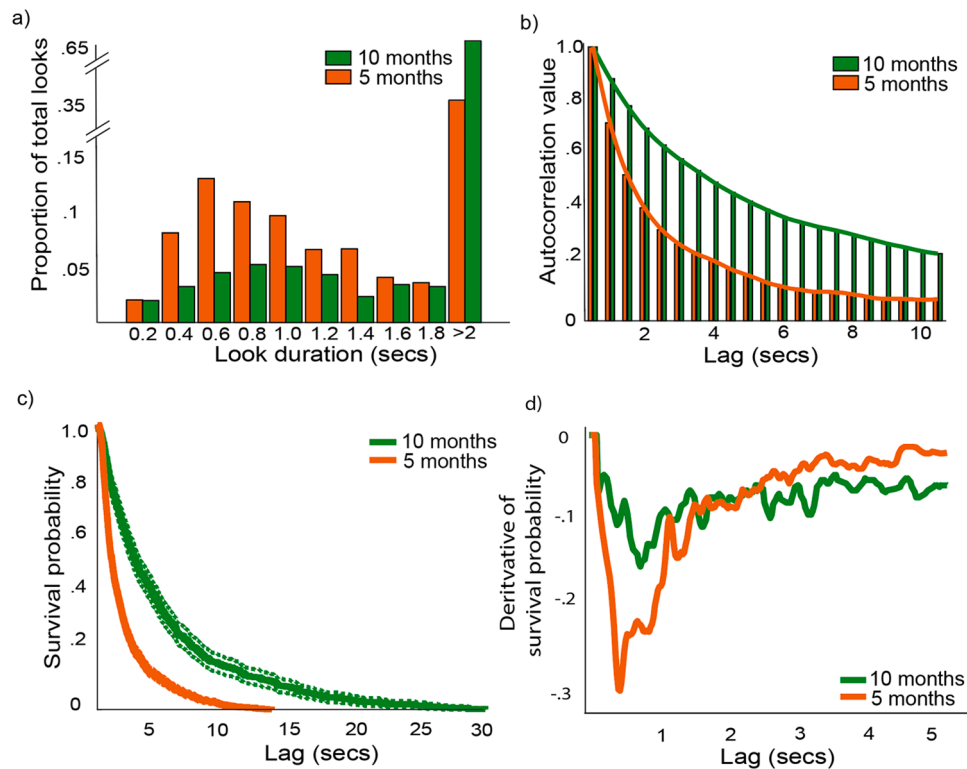 a)
Proportion of total looks
.65
.35
.15
.1
.05
10 months
5 months
0.2 0.4 0.6 0.8 1.0 1.2 1.4 1.6 1.8 >2
Look duration (secs)
b)
Autocorrelation value
1.0
.8
.6
.4
.2
0
10 months
5 months
2 4 6 8 10
Lag (secs)
c)
Survival probability
1.0
.8
.6
.4
.2
0
10 months
5 months
5 10 15 20 25 30
Lag (secs)
d)
Deritvative of
survival probability
0
-.1
-.2
-.3
10 months
5 months
1 2 3 4 5
Lag (secs)